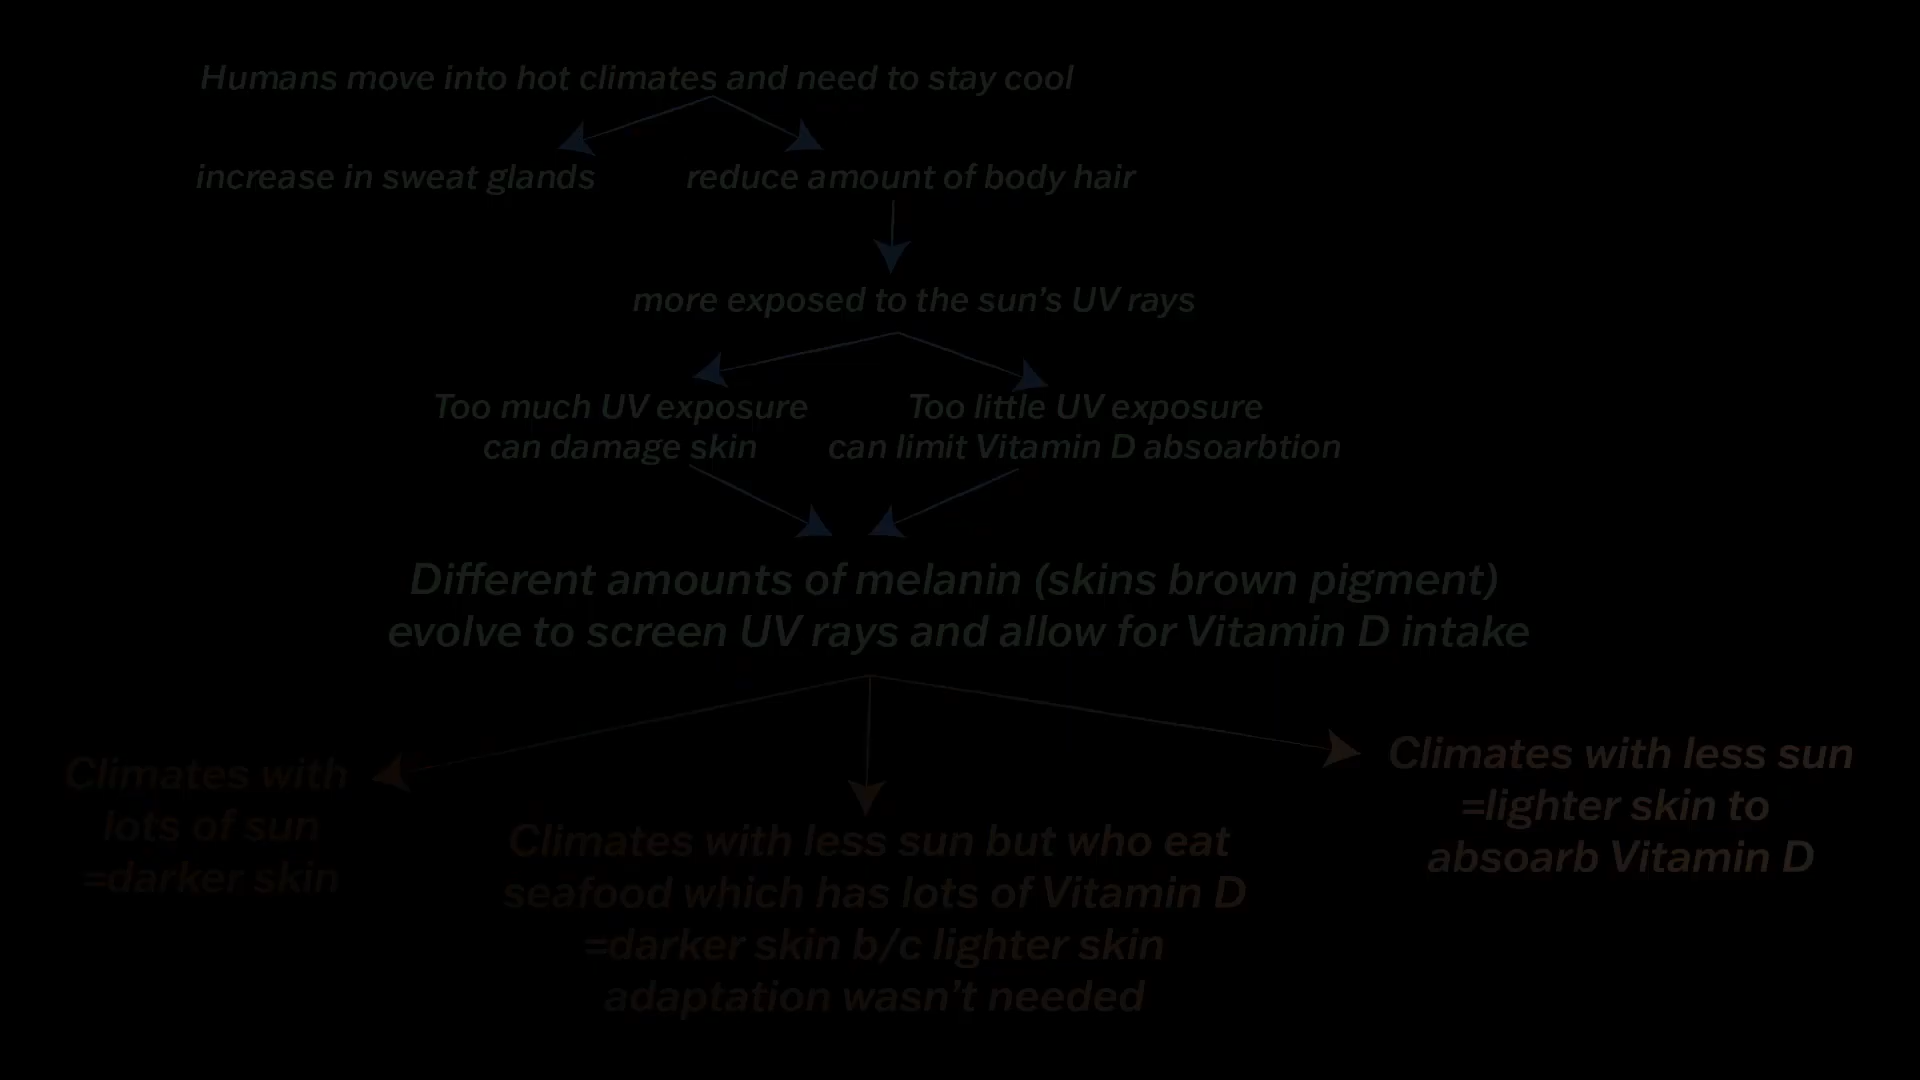 Humans move into hot climates and need to stay cool
increase in sweat glands
reduce amount of body hair
more exposed to the sun's UV rays
Too much UV exposure
can damage skin
Too little UV exposure
can limit Vitamin D absoarbtion
Different amounts of melanin (skins brown pigment)
evolve to screen UV rays and allow for Vitamin D intake
Climates with
lots of sun
=darker skin
Climates with less sun but who eat
seafood which has lots of Vitamin D
=darker skin b/c lighter skin
adaptation wasn't needed
Climates with less sun
=lighter skin to
absoarb Vitamin D